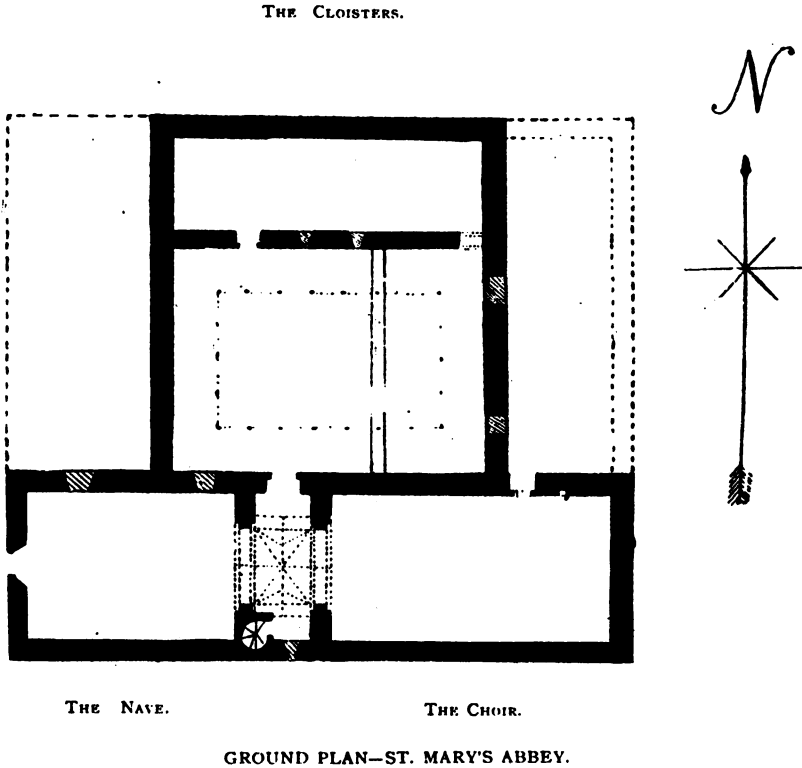 THE CLOISTERS.
N
THE NAVE.
THE CHOIR.
GROUND PLAN—ST. MARY'S ABBEY.